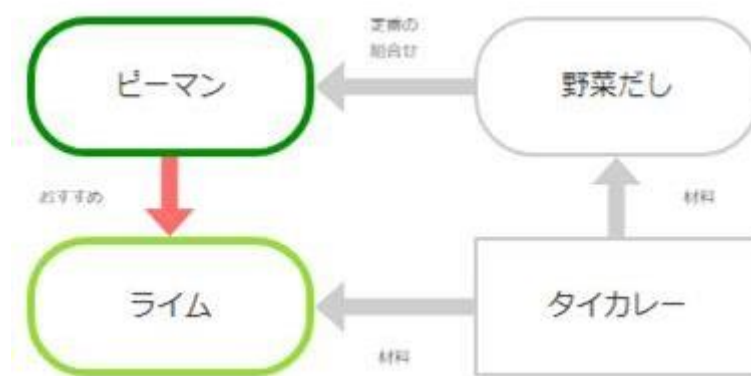 定番の
組合せ
ピーマン
野菜だし
おすすめ
材料
ライム
タイカレー
材料